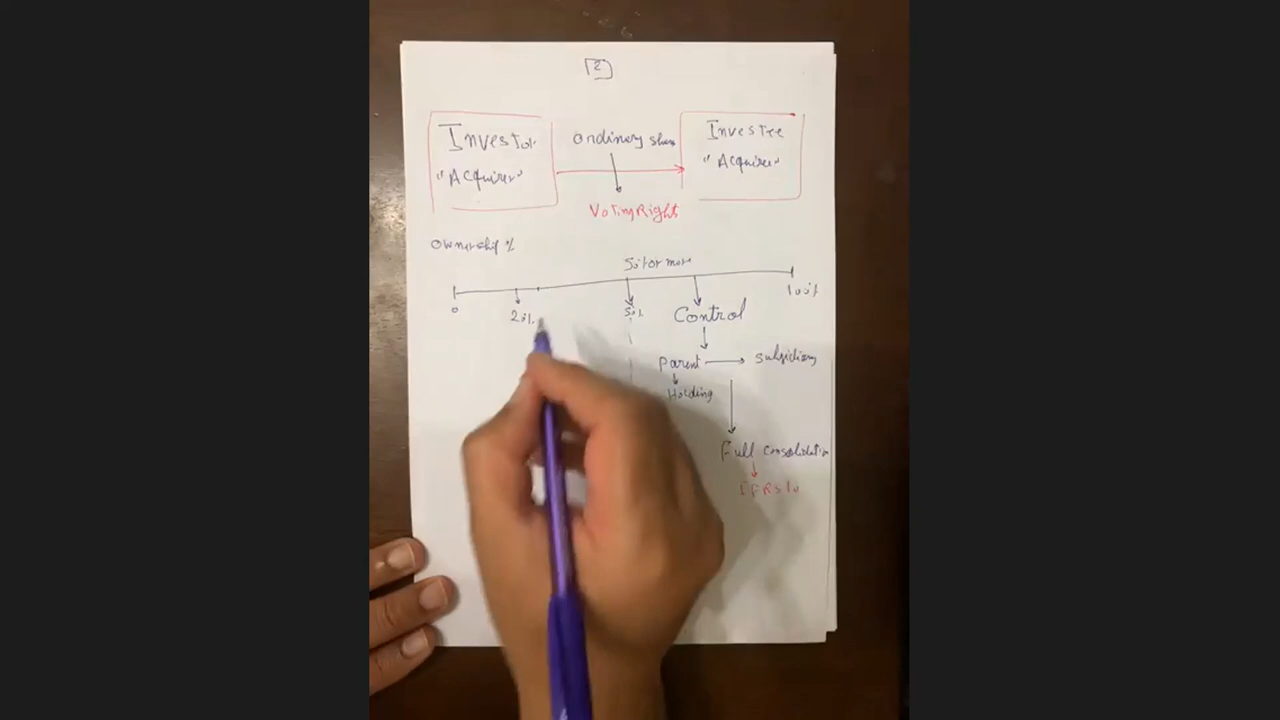 2
Investor
"Acquirer"
ordinary share
Voting Right
Investee
"Acquiree"
Ownership %
50% or more
0
20%
50%
100%
Control
Parent
Subsidiary
Holding
Full consolidation
IFRS 10